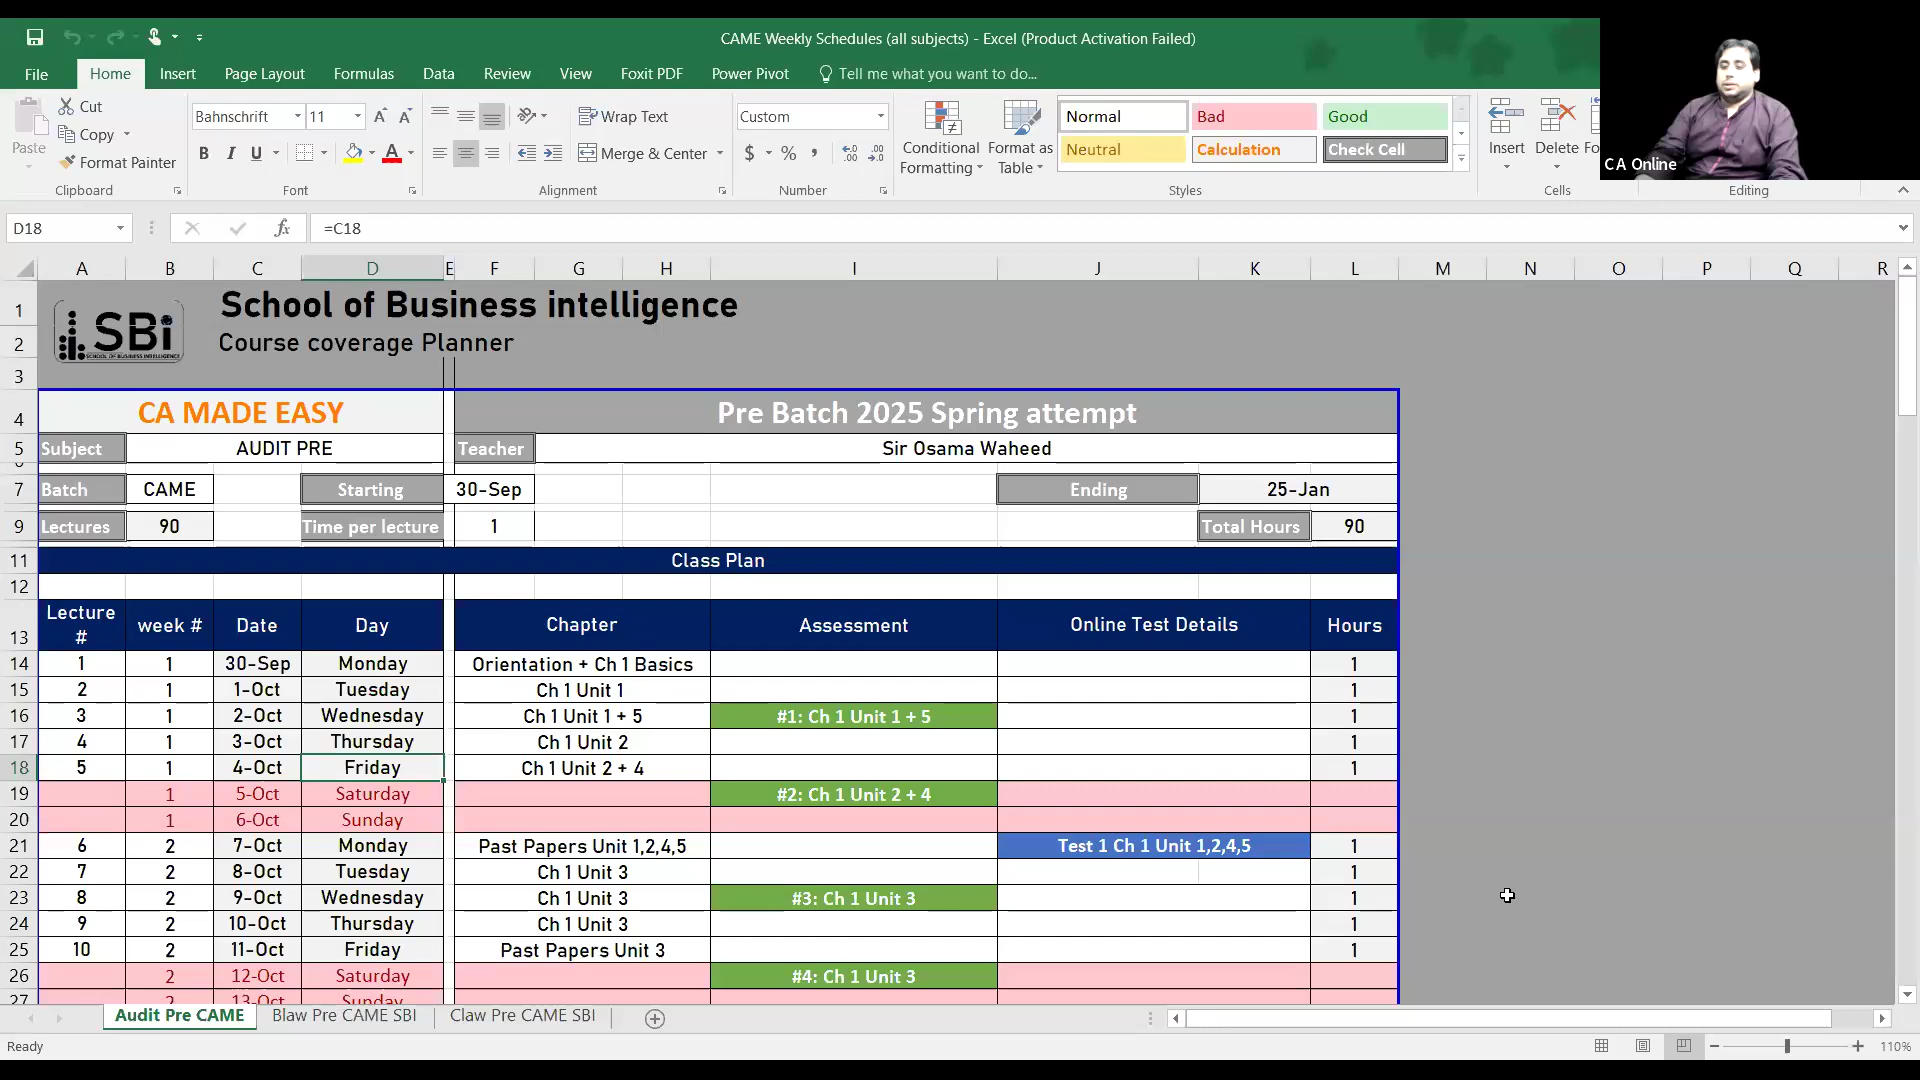 CAME Weekly Schedules (all subjects) - Excel (Product Activation Failed)
File Home Insert Page Layout Formulas Data Review View Foxit PDF Power Pivot Tell me what you want to do...
Paste
Cut
Copy
Format Painter
Clipboard
Bahnschrift 11
B I U
Font
Wrap Text
Merge & Center
Alignment
Custom
$ % ,
Number
Conditional Formatting
Format as Table
Normal Bad Good
Neutral Calculation Check Cell
Styles
Insert Delete Fo
Cells
Editing
CA Online
D18 fx =C18
A B C D E F G H I J K L M N O P Q R
1 School of Business intelligence
SBi
SCHOOL OF BUSINESS INTELLIGENCE
2 Course coverage Planner
3
4 CA MADE EASY Pre Batch 2025 Spring attempt
5 Subject AUDIT PRE Teacher Sir Osama Waheed
7 Batch CAME Starting 30-Sep Ending 25-Jan
9 Lectures 90 Time per lecture 1 Total Hours 90
11 Class Plan
12
13 Lecture # week # Date Day Chapter Assessment Online Test Details Hours
14 1 1 30-Sep Monday Orientation + Ch 1 Basics 1
15 2 1 1-Oct Tuesday Ch 1 Unit 1 1
16 3 1 2-Oct Wednesday Ch 1 Unit 1 + 5 #1: Ch 1 Unit 1 + 5 1
17 4 1 3-Oct Thursday Ch 1 Unit 2 1
18 5 1 4-Oct Friday Ch 1 Unit 2 + 4 1
19 1 5-Oct Saturday #2: Ch 1 Unit 2 + 4
20 1 6-Oct Sunday
21 6 2 7-Oct Monday Past Papers Unit 1,2,4,5 Test 1 Ch 1 Unit 1,2,4,5 1
22 7 2 8-Oct Tuesday Ch 1 Unit 3 1
23 8 2 9-Oct Wednesday Ch 1 Unit 3 #3: Ch 1 Unit 3 1
24 9 2 10-Oct Thursday Ch 1 Unit 3 1
25 10 2 11-Oct Friday Past Papers Unit 3 1
26 2 12-Oct Saturday #4: Ch 1 Unit 3
27 2 13-Oct Sunday
Audit Pre CAME Blaw Pre CAME SBI Claw Pre CAME SBI
Ready 110%